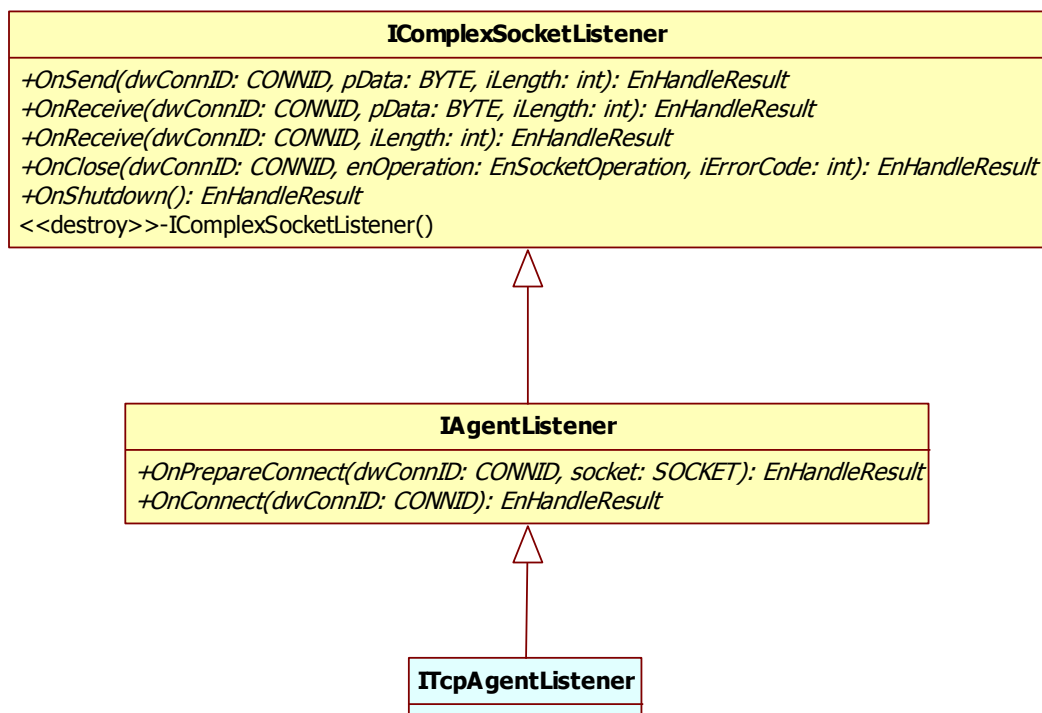 IComplexSocketListener
+OnSend(dwConnID: CONNID, pData: BYTE, iLength: int): EnHandleResult
+OnReceive(dwConnID: CONNID, pData: BYTE, iLength: int): EnHandleResult
+OnReceive(dwConnID: CONNID, iLength: int): EnHandleResult
+OnClose(dwConnID: CONNID, enOperation: EnSocketOperation, iErrorCode: int): EnHandleResult
+OnShutdown(): EnHandleResult
<<destroy>>-IComplexSocketListener()
IAgentListener
+OnPrepareConnect(dwConnID: CONNID, socket: SOCKET): EnHandleResult
+OnConnect(dwConnID: CONNID): EnHandleResult
ITcpAgentListener